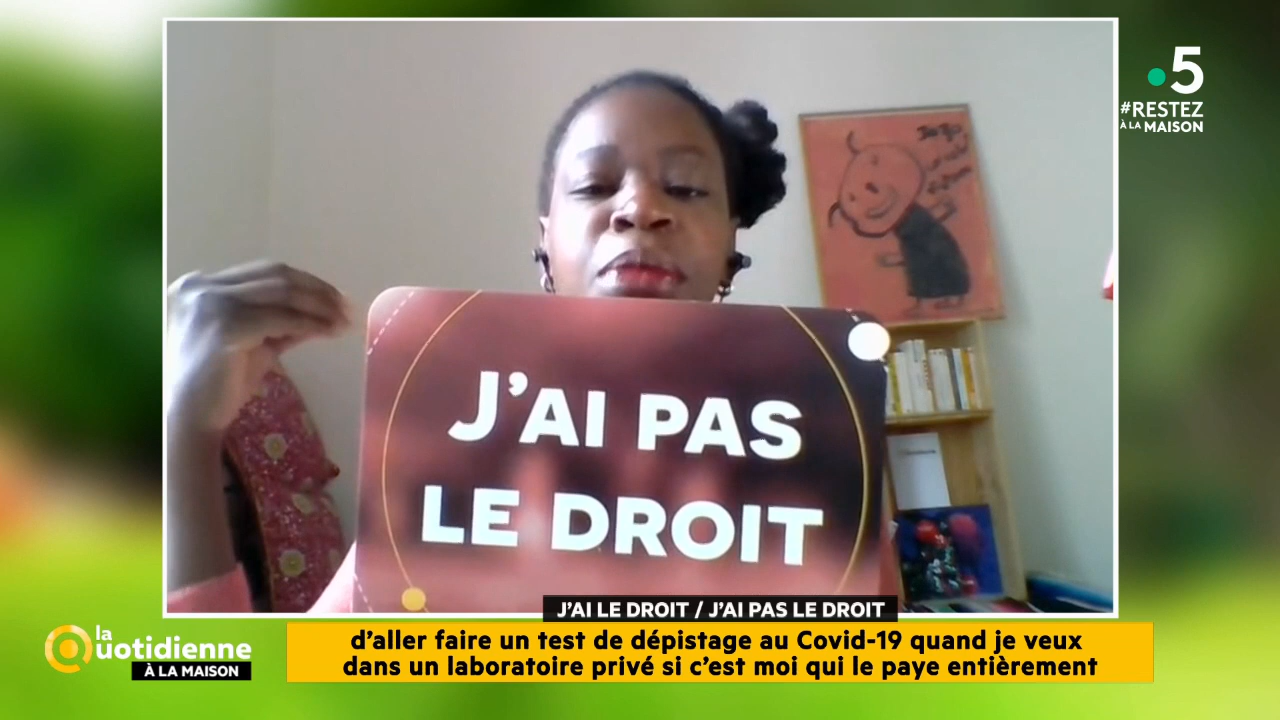 5
#RESTEZ
À LA MAISON
J'AI PAS
LE DROIT
J'AI LE DROIT / J'AI PAS LE DROIT
la
Quotidienne
À LA MAISON
d'aller faire un test de dépistage au Covid-19 quand je veux
dans un laboratoire privé si c'est moi qui le paye entièrement